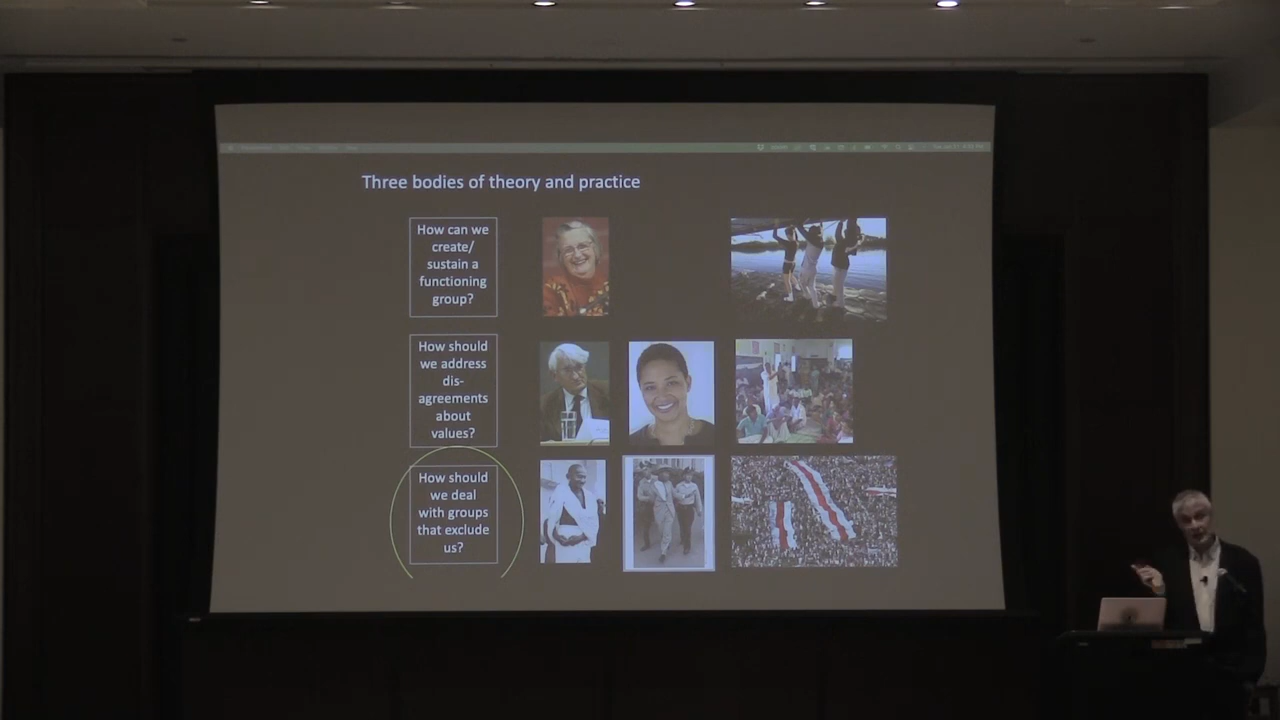 Three bodies of theory and practice
How can we
create/
sustain a
functioning
group?
How should
we address
dis-
agreements
about
values?
How should
we deal
with groups
that exclude
us?